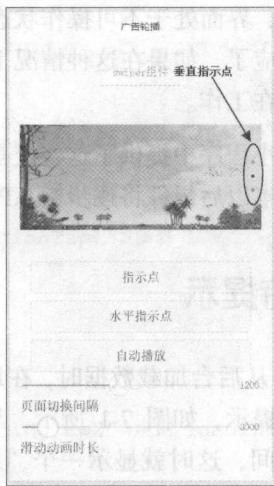 广告轮播
swiper组件 垂直指示点
指示点
水平指示点
自动播放
1206
页面切换间隔
滑动动画时长